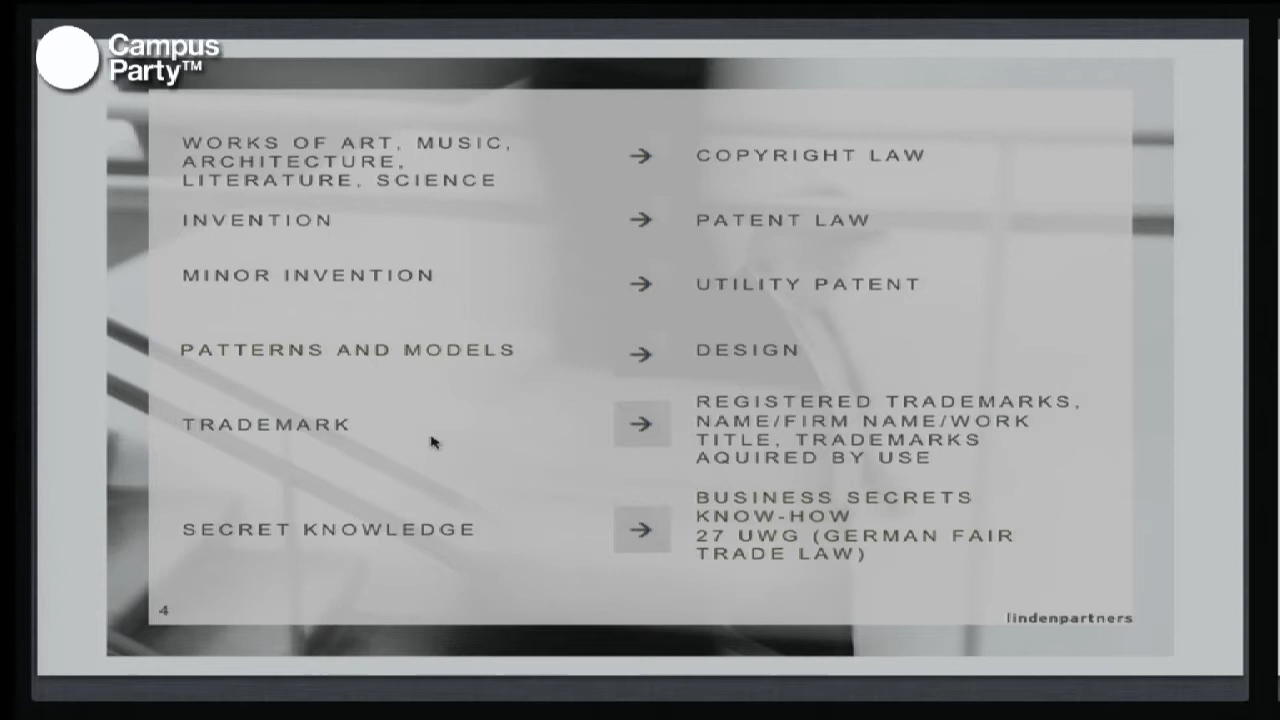 Campus
Party™
WORKS OF ART, MUSIC,
ARCHITECTURE,
LITERATURE, SCIENCE
COPYRIGHT LAW
INVENTION
PATENT LAW
MINOR INVENTION
UTILITY PATENT
PATTERNS AND MODELS
DESIGN
TRADEMARK
REGISTERED TRADEMARKS,
NAME/FIRM NAME/WORK
TITLE, TRADEMARKS
AQUIRED BY USE
SECRET KNOWLEDGE
BUSINESS SECRETS
KNOW-HOW
27 UWG (GERMAN FAIR
TRADE LAW)
4
lindenpartners